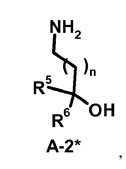 NH₂
( )n
R⁵
R⁶ OH
A-2* ,